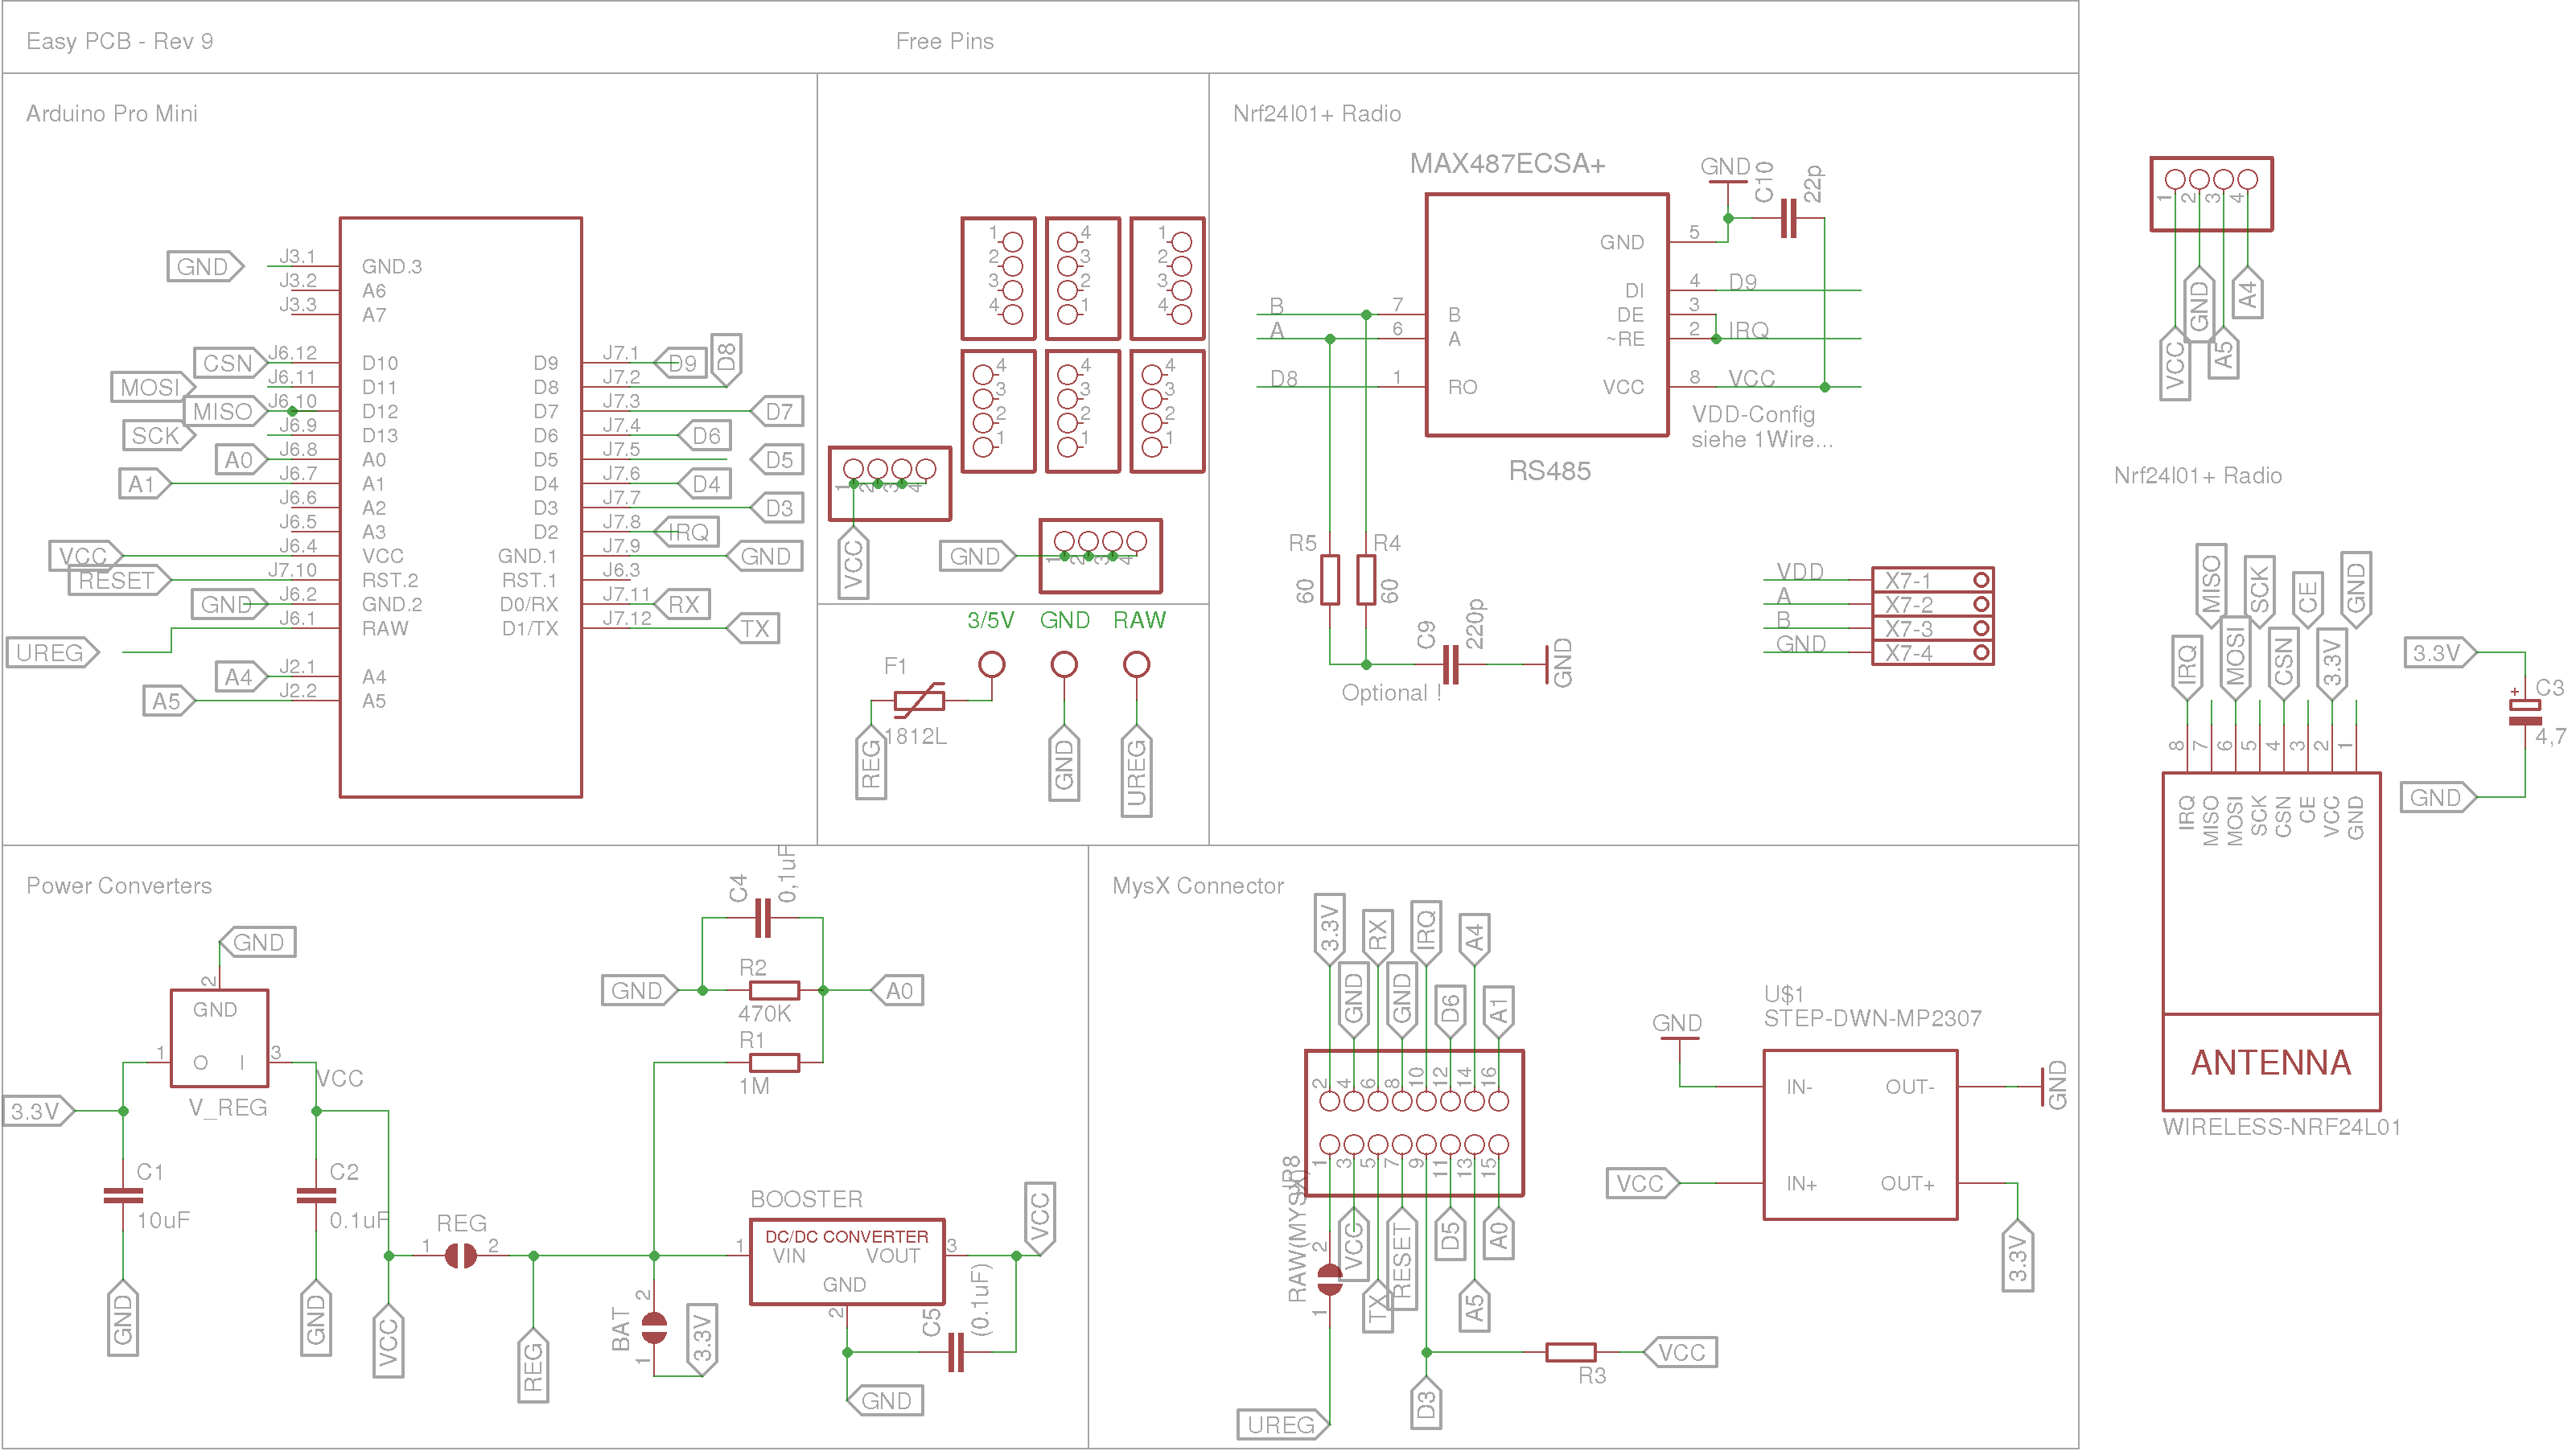 Easy PCB - Rev 9
Free Pins
Arduino Pro Mini
GND
J3.1
GND.3
J3.2
A6
J3.3
A7
CSN
J6.12
D10
MOSI
J6.11
D11
MISO
J6.10
D12
SCK
J6.9
D13
A0
J6.8
A0
A1
J6.7
A1
J6.6
A2
J6.5
A3
VCC
J6.4
VCC
RESET
J7.10
RST.2
GND
J6.2
GND.2
UREG
J6.1
RAW
A4
J2.1
A4
A5
J2.2
A5
D9
J7.1
D9
D8
J7.2
D8
D7
J7.3
D7
D6
J7.4
D6
D5
J7.5
D5
D4
J7.6
D4
D3
J7.7
D3
D2
J7.8
IRQ
GND.1
J7.9
GND
RST.1
J6.3
D0/RX
J7.11
RX
D1/TX
J7.12
TX
1
2
3
4
4
3
2
1
1
2
3
4
4
3
2
1
4
3
2
1
4
3
2
1
1 2 3 4
VCC
GND
1 2 3 4
3/5V GND RAW
F1
1812L
REG
GND
UREG
Nrf24l01+ Radio
MAX487ECSA+
GND
C10
22p
B 7 B
A 6 A
D8 1 RO
GND 5
DI 4 D9
DE 3
~RE 2 IRQ
VCC 8 VCC
VDD-Config
siehe 1Wire...
RS485
R5
60
R4
60
C9
220p
GND
Optional !
VDD X7-1
A X7-2
B X7-3
GND X7-4
1 2 3 4
VCC
GND
A5
A4
Nrf24l01+ Radio
IRQ
MISO
MOSI
SCK
CSN
CE
3.3V
GND
8 7 6 5 4 3 2 1
IRQ
MISO
MOSI
SCK
CSN
CE
VCC
GND
ANTENNA
WIRELESS-NRF24L01
3.3V
+
C3
4,7
GND
Power Converters
GND
2
GND
1 O I 3
V_REG
VCC
3.3V
C1
10uF
GND
C2
0.1uF
GND
VCC
REG
1 2
REG
C4
0,1uF
GND
R2
470K
A0
R1
1M
BAT
2
1
3.3V
BOOSTER
DC/DC CONVERTER
1 VIN VOUT 3
GND
2
VCC
C5
(0.1uF)
GND
MysX Connector
3.3V
GND
RX
GND
IRQ
D6
A4
A1
2 4 6 8 10 12 14 16
1 3 5 7 9 11 13 15
RAW(MYSX)
2
1
VCC
TX
RESET
D5
A5
A0
UREG
D3
R3
VCC
U$1
STEP-DWN-MP2307
GND
IN- OUT-
GND
VCC
IN+ OUT+
3.3V